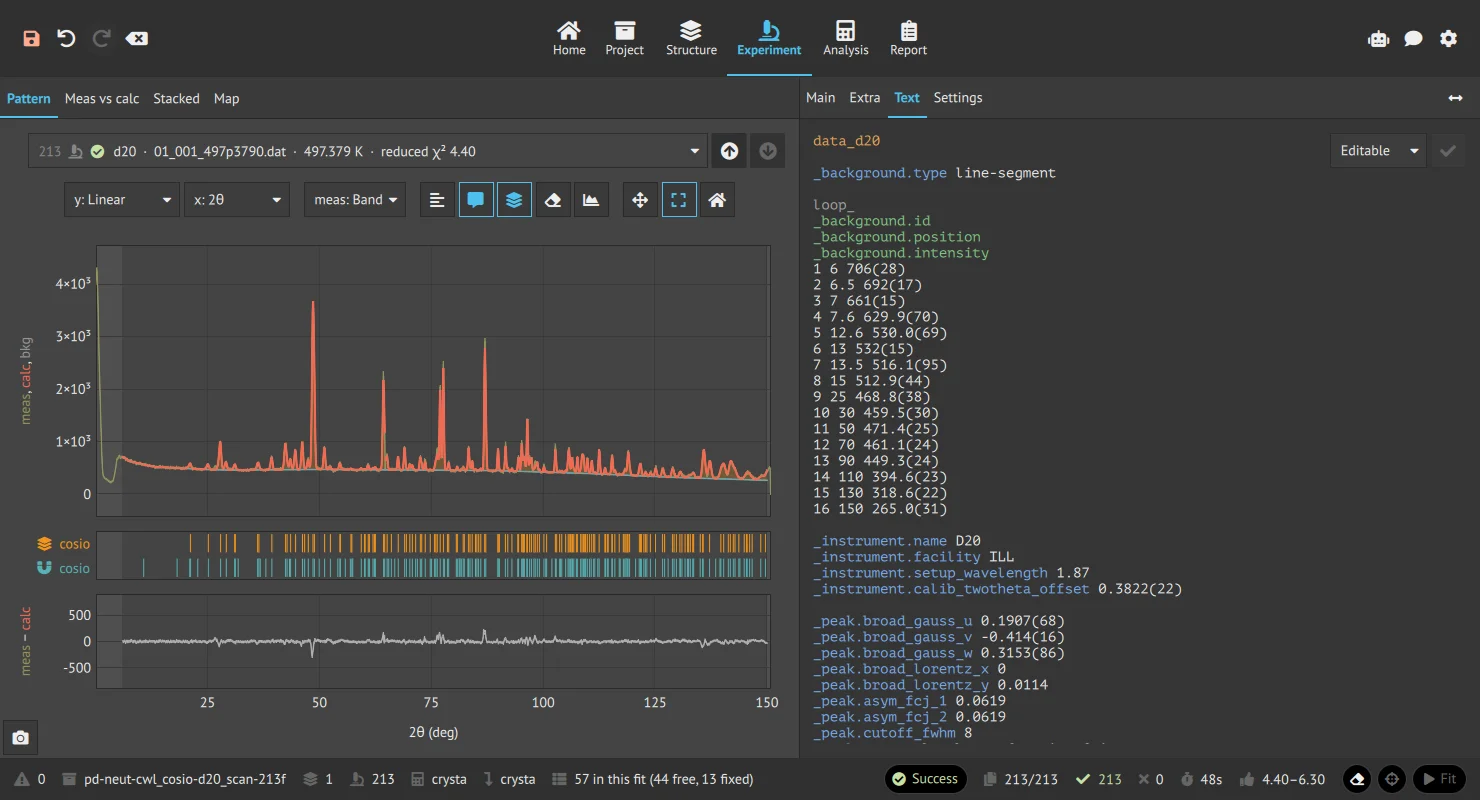 Home
Project
Structure
Experiment
Analysis
Report
Pattern
Meas vs calc
Stacked
Map
213 d20 · 01_001_497p3790.dat · 497.379 K · reduced χ² 4.40
y: Linear
x: 2θ
meas: Band
4×10³
3×10³
2×10³
1×10³
0
meas, calc, bkg
cosio
cosio
500
0
-500
meas − calc
25
50
75
100
125
150
2θ (deg)
Main
Extra
Text
Settings
Editable
data_d20
_background.type line-segment
loop_
_background.id
_background.position
_background.intensity
1 6 706(28)
2 6.5 692(17)
3 7 661(15)
4 7.6 629.9(70)
5 12.6 530.0(69)
6 13 532(15)
7 13.5 516.1(95)
8 15 512.9(44)
9 25 468.8(38)
10 30 459.5(30)
11 50 471.4(25)
12 70 461.1(24)
13 90 449.3(24)
14 110 394.6(23)
15 130 318.6(22)
16 150 265.0(31)
_instrument.name D20
_instrument.facility ILL
_instrument.setup_wavelength 1.87
_instrument.calib_twotheta_offset 0.3822(22)
_peak.broad_gauss_u 0.1907(68)
_peak.broad_gauss_v -0.414(16)
_peak.broad_gauss_w 0.3153(86)
_peak.broad_lorentz_x 0
_peak.broad_lorentz_y 0.0114
_peak.asym_fcj_1 0.0619
_peak.asym_fcj_2 0.0619
_peak.cutoff_fwhm 8
0
pd-neut-cwl_cosio-d20_scan-213f
1
213
crysta
crysta
57 in this fit (44 free, 13 fixed)
Success
213/213
213
0
48s
4.40–6.30
Fit